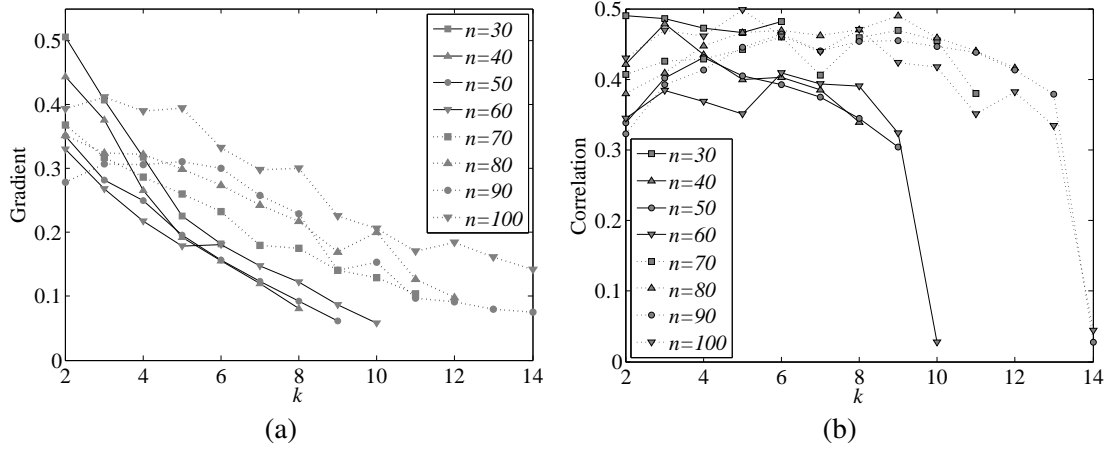 0.5
0.4
0.3
0.2
0.1
0
Gradient
2 4 6 8 10 12 14
k
n=30
n=40
n=50
n=60
n=70
n=80
n=90
n=100
(a)
0.5
0.4
0.3
0.2
0.1
0
Correlation
2 4 6 8 10 12 14
k
n=30
n=40
n=50
n=60
n=70
n=80
n=90
n=100
(b)